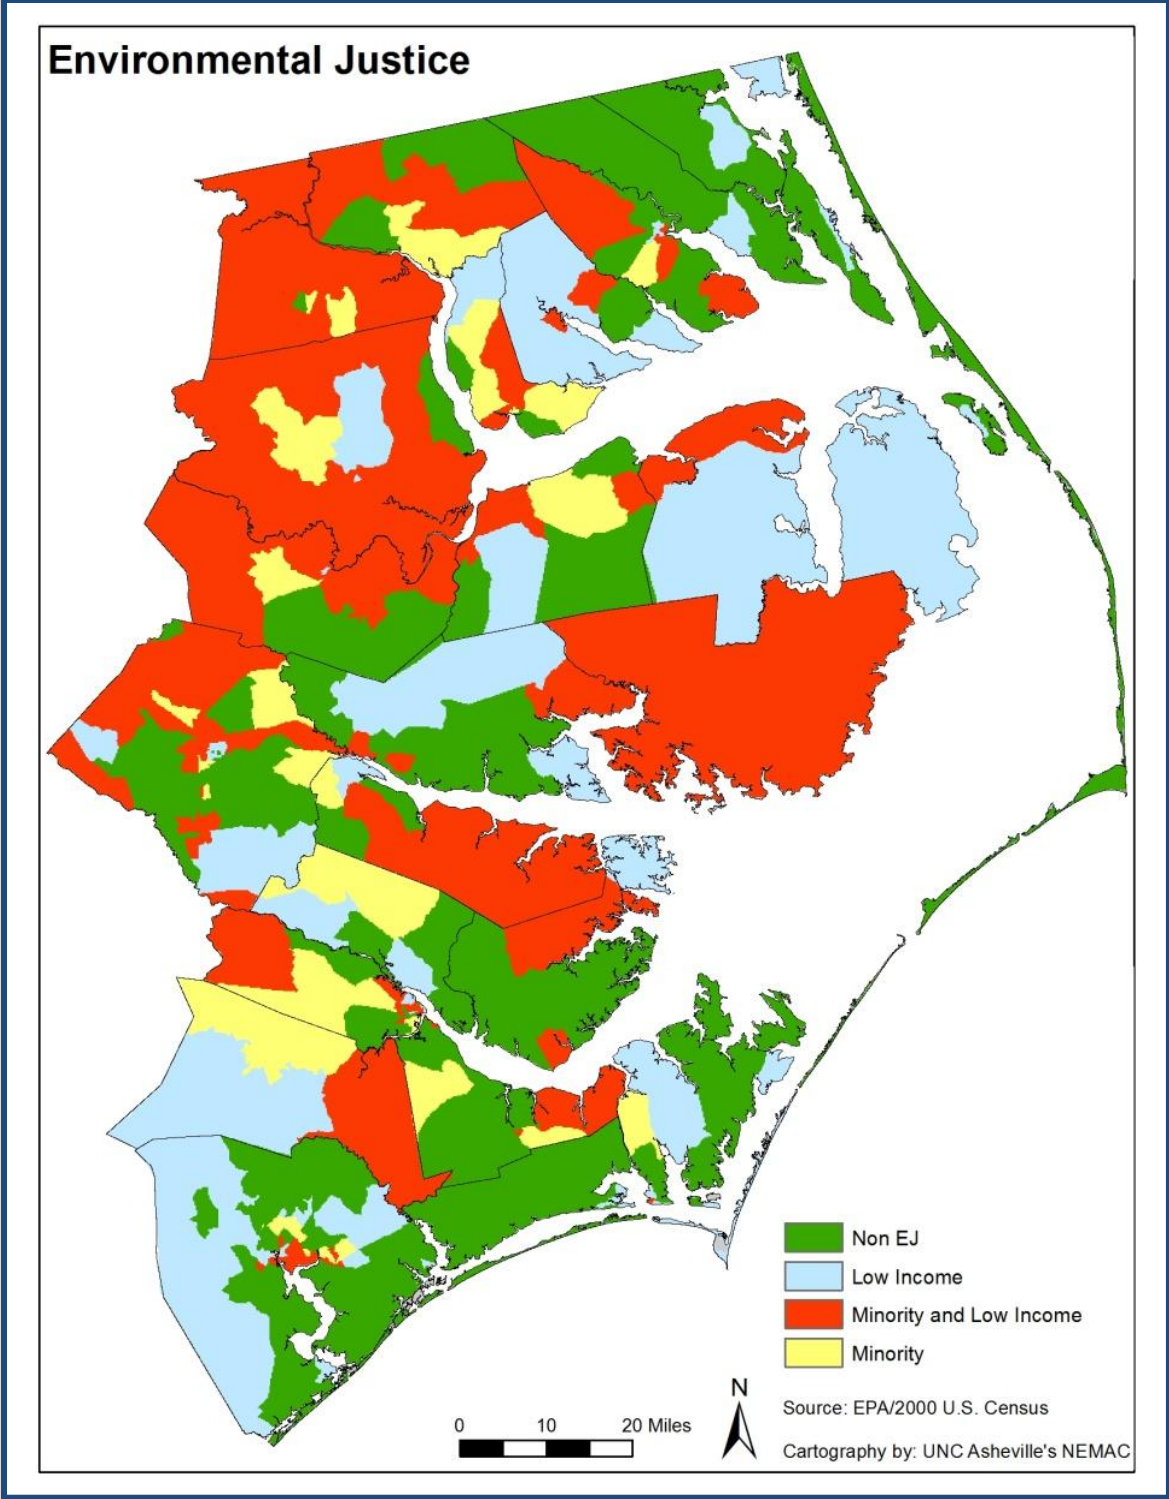 Environmental Justice
Non EJ
Low Income
Minority and Low Income
Minority
N
0 10 20 Miles
Source: EPA/2000 U.S. Census
Cartography by: UNC Asheville's NEMAC